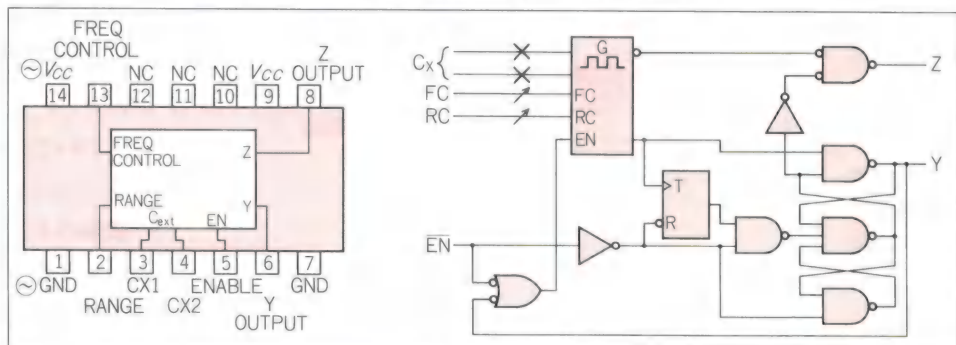 FREQ
CONTROL
Z
VCC NC NC NC VCC OUTPUT
14 13 12 11 10 9 8
FREQ
CONTROL Z
RANGE Y
Cext EN
1 2 3 4 5 6 7
GND CX1 ENABLE GND
RANGE CX2 Y
OUTPUT
G
CX
FC FC
RC RC
EN
Z
Y
T
R
EN